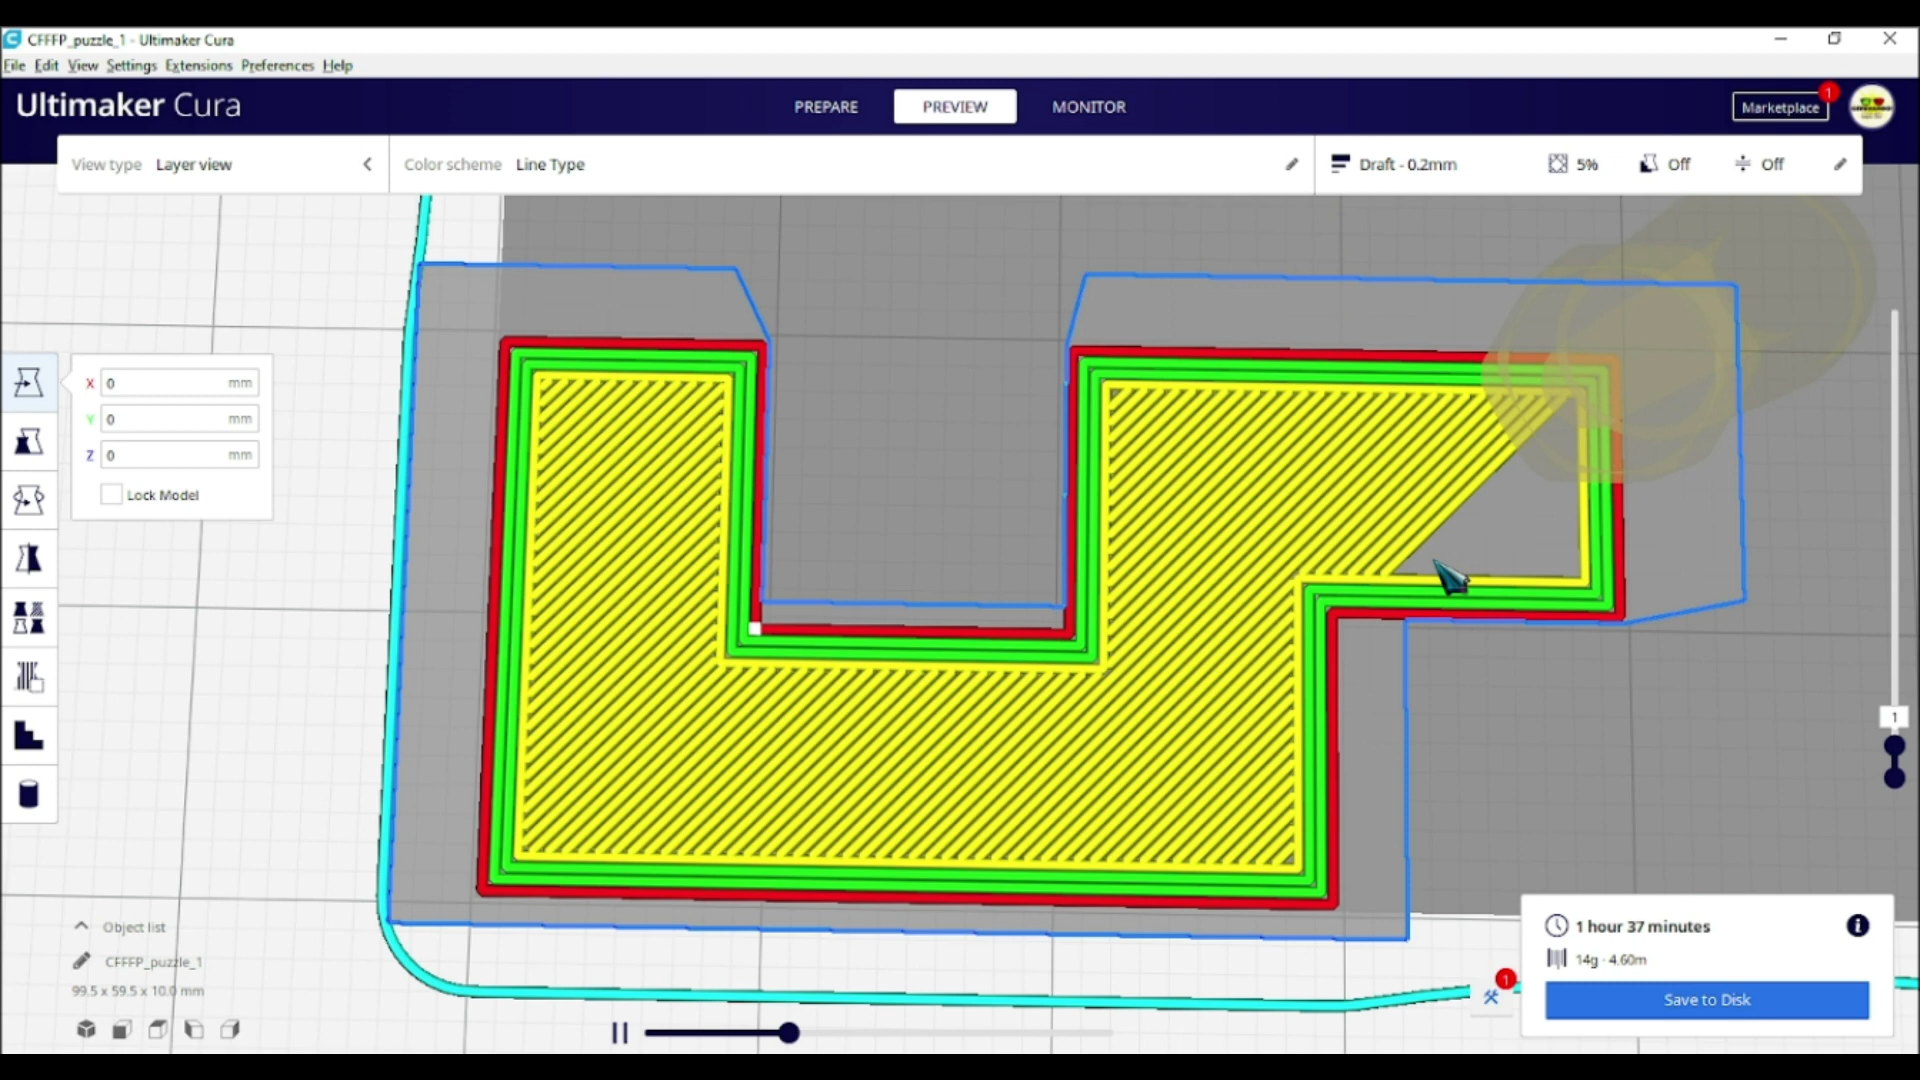 CFFFP_puzzle_1 - Ultimaker Cura
File Edit View Settings Extensions Preferences Help
Ultimaker Cura
PREPARE PREVIEW MONITOR
Marketplace 1
View type Layer view
Color scheme Line Type
Draft - 0.2mm 5% Off Off
X 0 mm
Y 0 mm
Z 0 mm
Lock Model
1
Object list
CFFFP_puzzle_1
99.5 x 59.5 x 10.0 mm
1
1 hour 37 minutes
14g · 4.60m
Save to Disk